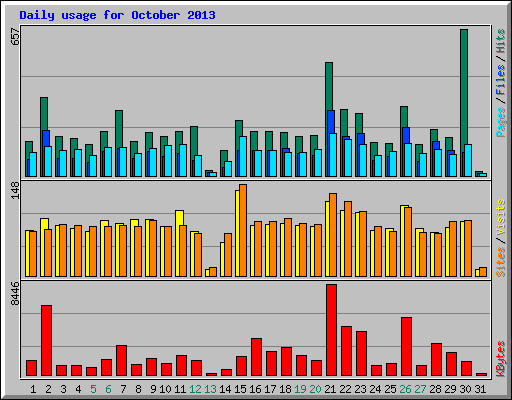 Daily usage for October 2013
657
Pages/Files/Hits
148
Sites/Visits
8446
KBytes
1 2 3 4 5 6 7 8 9 10 11 12 13 14 15 16 17 18 19 20 21 22 23 24 25 26 27 28 29 30 31